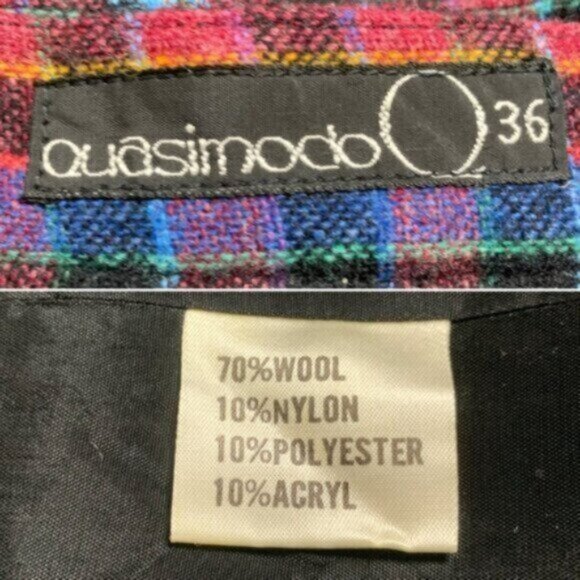 quasimodo Q 36
70%WOOL
10%NYLON
10%POLYESTER
10%ACRYL